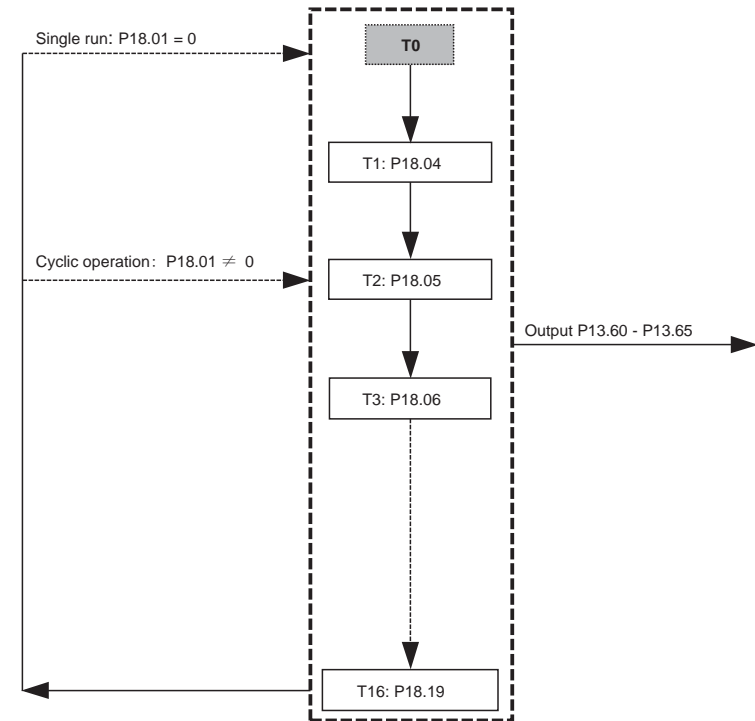 Single run: P18.01 = 0
T0
T1: P18.04
Cyclic operation: P18.01 ≠ 0
T2: P18.05
Output P13.60 - P13.65
T3: P18.06
T16: P18.19